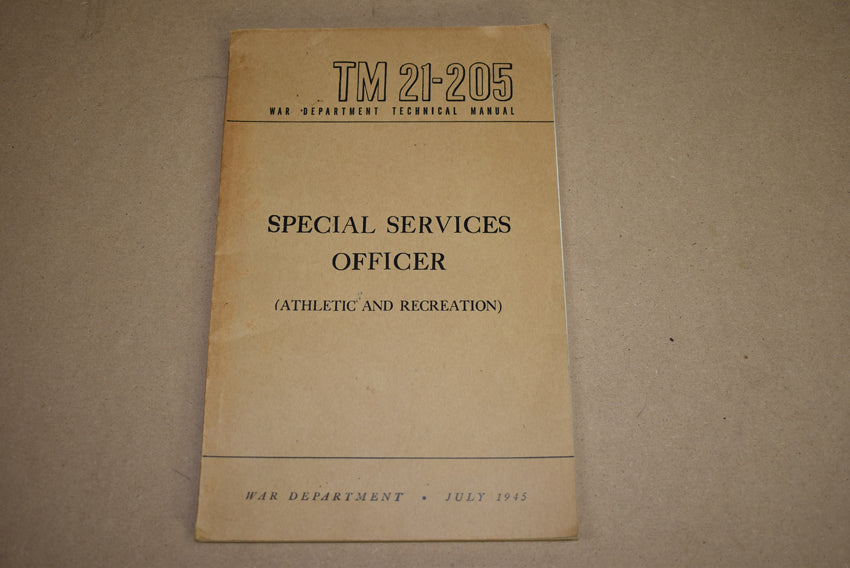 TM 21-205
WAR DEPARTMENT TECHNICAL MANUAL
SPECIAL SERVICES
OFFICER
(ATHLETIC AND RECREATION)
WAR DEPARTMENT • JULY 1945